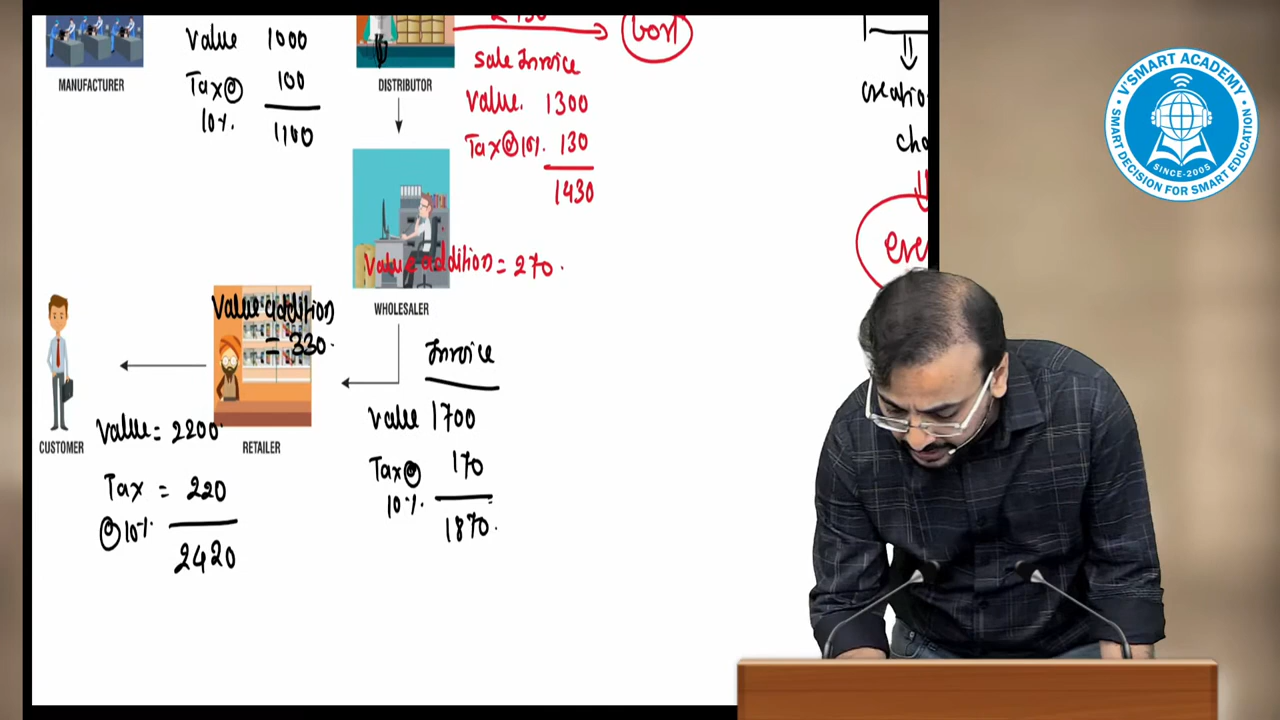 Value 1000
Tax@ 100
10%.
1100
MANUFACTURER
DISTRIBUTOR
Sale Invoice
Value. 1300
Tax@10%. 130
1430
Value addition = 270.
WHOLESALER
Value addition
= 330.
Invoice
Value 1700
Tax@ 170
10%.
1870.
Value = 2200.
CUSTOMER
RETAILER
Tax = 220
@10%.
2420
creation
V'SMART ACADEMY
SINCE-2005
SMART DECISION FOR SMART EDUCATION